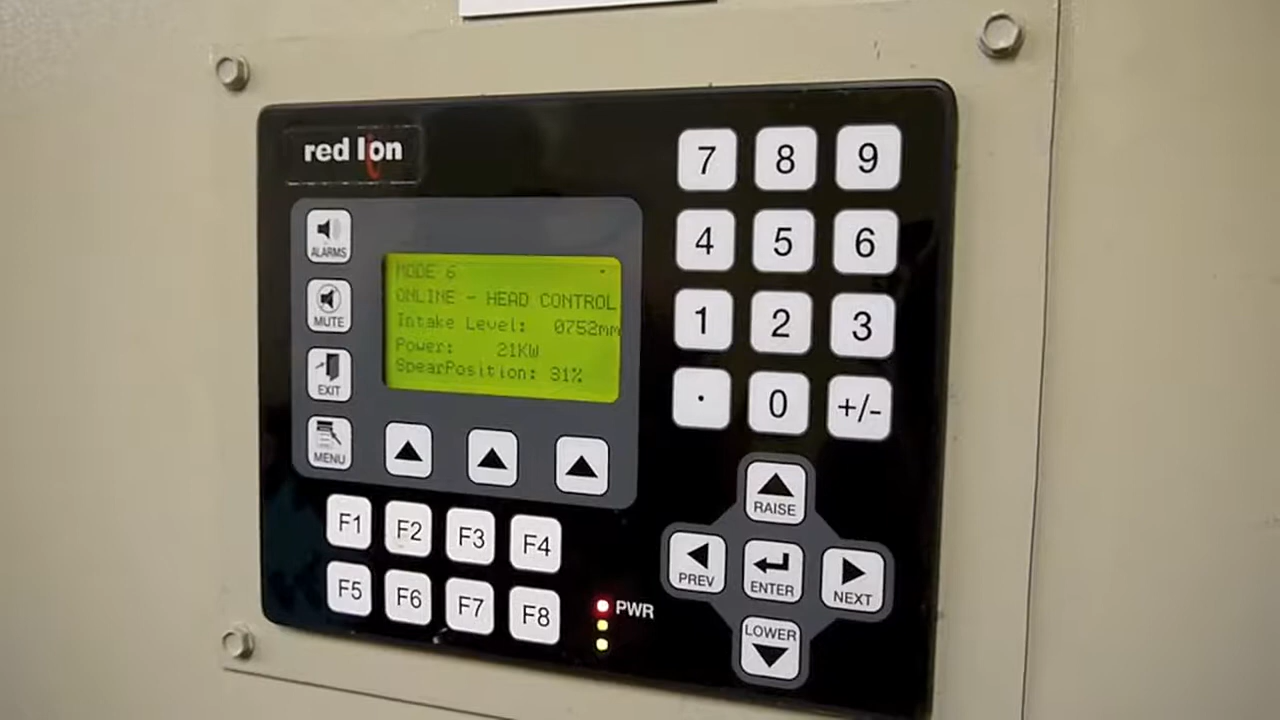 red lion
ALARMS
MUTE
EXIT
MENU
MODE 6
ONLINE - HEAD CONTROL
Intake Level: 0752mm
Power: 21KW
SpearPosition: 31%
F1 F2 F3 F4
F5 F6 F7 F8
PWR
7 8 9
4 5 6
1 2 3
. 0 +/-
RAISE
PREV ENTER NEXT
LOWER